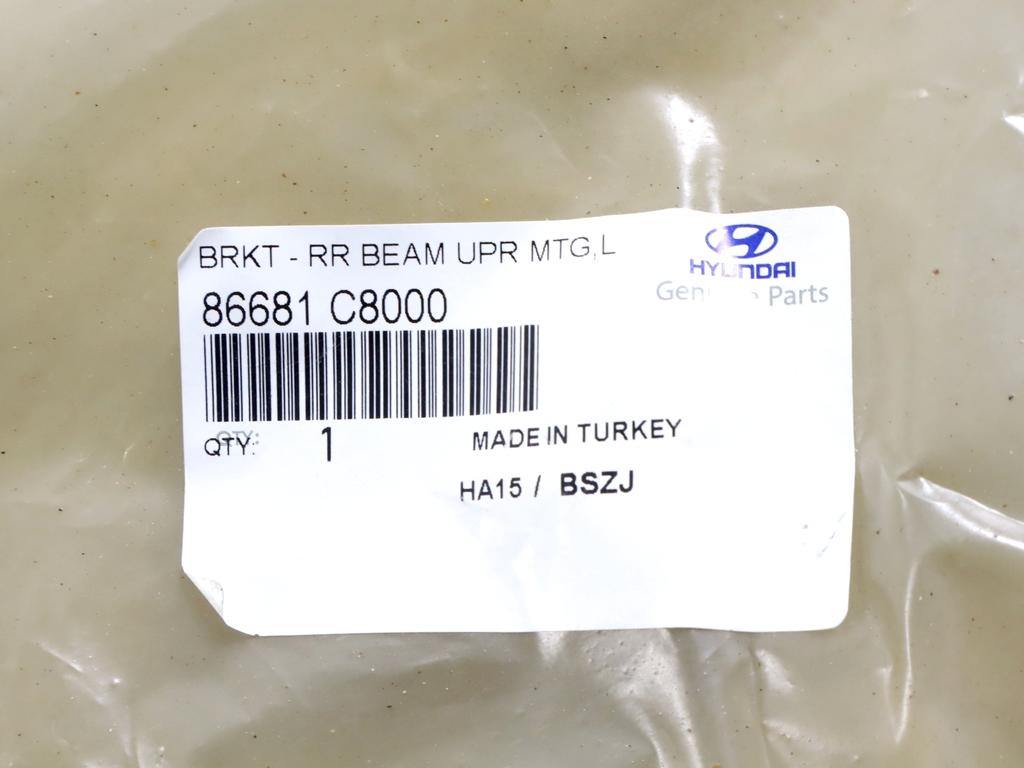 BRKT - RR BEAM UPR MTG,L
HYUNDAI
86681 C8000
Parts
QTY: 1
MADE IN TURKEY
HA15 / BSZJ